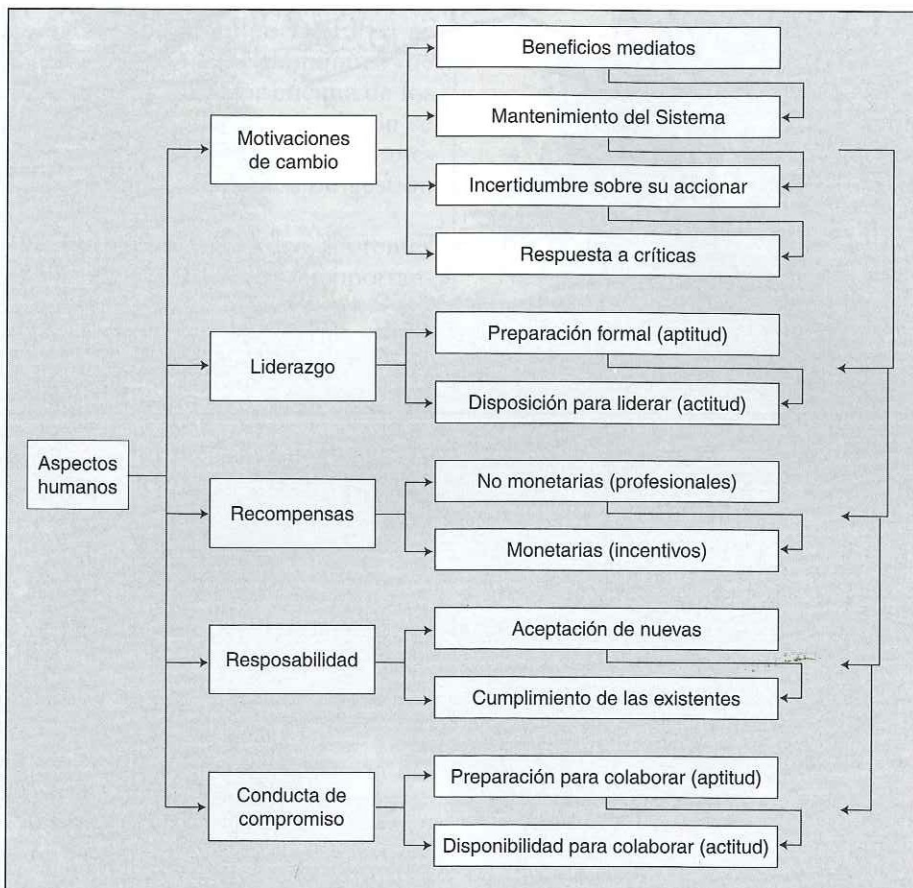 Beneficios mediatos
Mantenimiento del Sistema
Motivaciones
de cambio
Incertidumbre sobre su accionar
Respuesta a críticas
Preparación formal (aptitud)
Liderazgo
Disposición para liderar (actitud)
Aspectos
humanos
No monetarias (profesionales)
Recompensas
Monetarias (incentivos)
Aceptación de nuevas
Resposabilidad
Cumplimiento de las existentes
Preparación para colaborar (aptitud)
Conducta de
compromiso
Disponibilidad para colaborar (actitud)